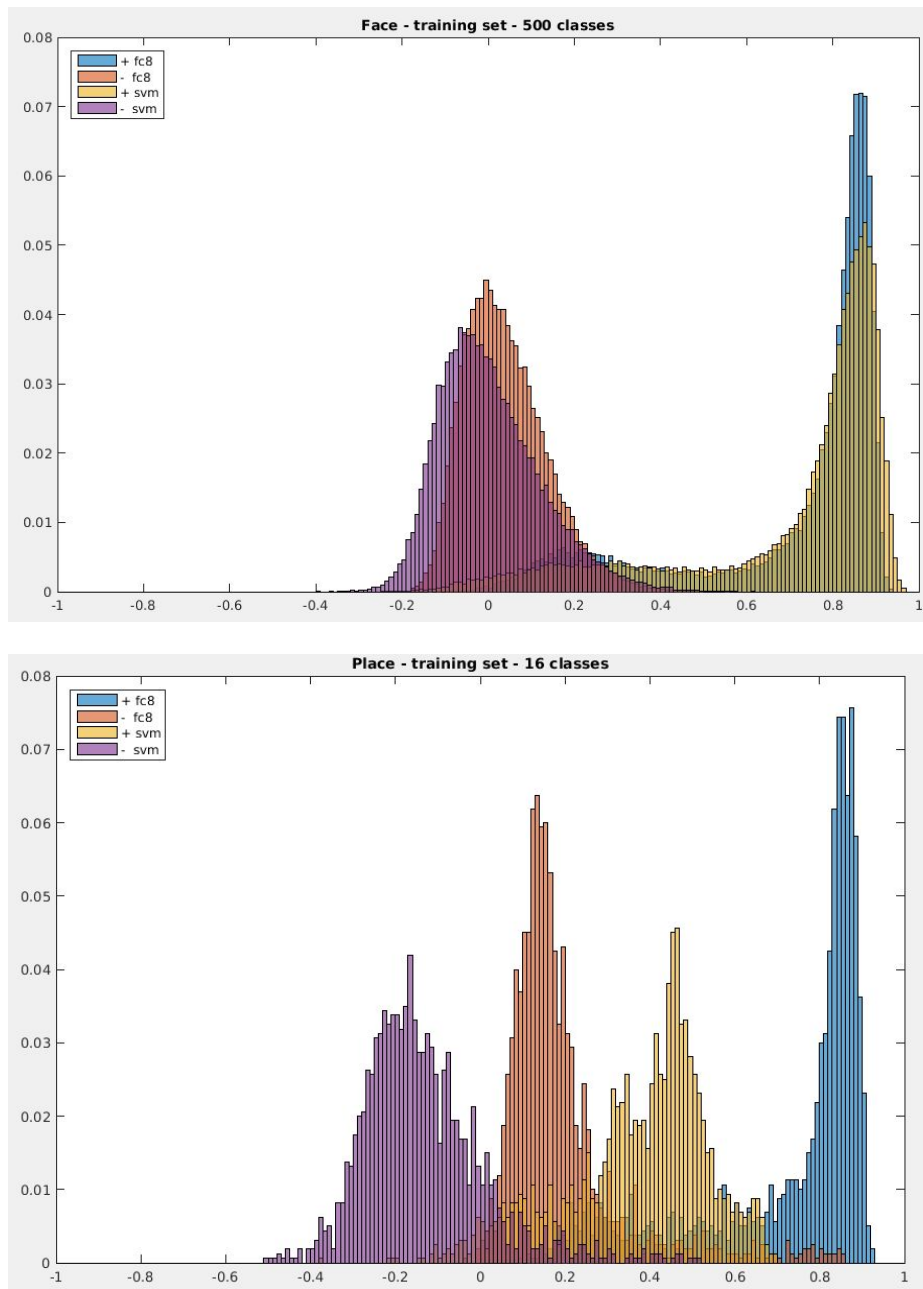 Face - training set - 500 classes
0.08
0.07
0.06
0.05
0.04
0.03
0.02
0.01
0
+ fc8
- fc8
+ svm
- svm
-1 -0.8 -0.6 -0.4 -0.2 0 0.2 0.4 0.6 0.8 1
Place - training set - 16 classes
0.08
0.07
0.06
0.05
0.04
0.03
0.02
0.01
0
+ fc8
- fc8
+ svm
- svm
-1 -0.8 -0.6 -0.4 -0.2 0 0.2 0.4 0.6 0.8 1